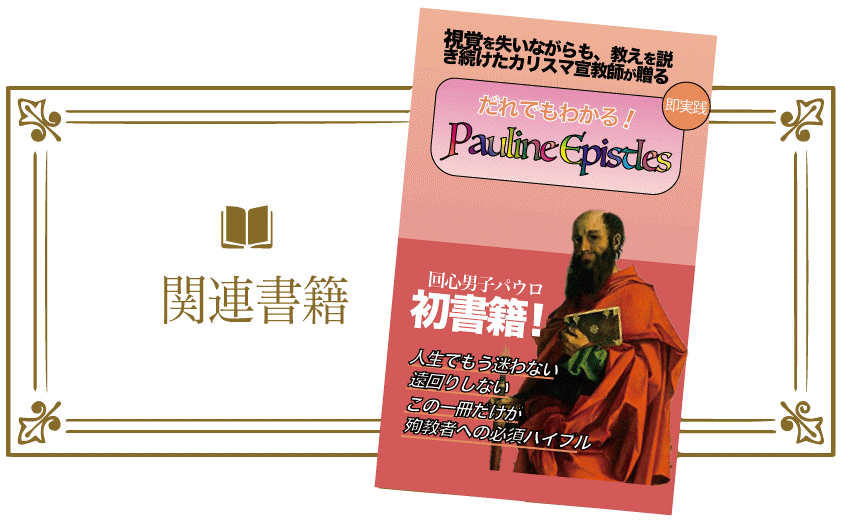 関連書籍
視覚を失いながらも、教えを説
き続けたカリスマ宣教師が贈る
即実践
だれでもわかる!
Pauline Epistles
回心男子パウロ
初書籍!
人生でもう迷わない
遠回りしない
この一冊だけが
殉教者への必須バイブル